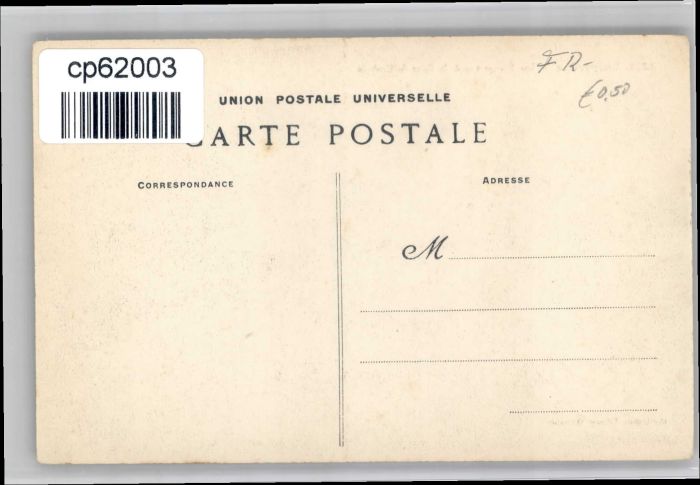 cp62003
FR-
€0,50
UNION POSTALE UNIVERSELLE
CARTE POSTALE
CORRESPONDANCE
ADRESSE
M